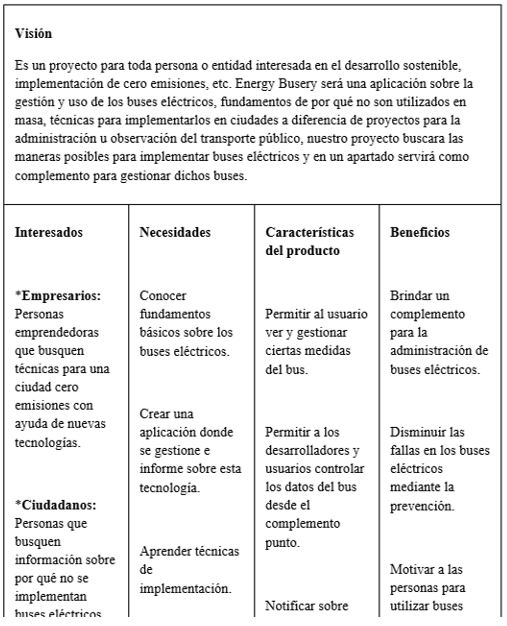 Visión
Es un proyecto para toda persona o entidad interesada en el desarrollo sostenible,
implementación de cero emisiones, etc. Energy Busery será una aplicación sobre la
gestión y uso de los buses eléctricos, fundamentos de por qué no son utilizados en
masa, técnicas para implementarlos en ciudades a diferencia de proyectos para la
administración u observación del transporte público, nuestro proyecto buscara las
maneras posibles para implementar buses eléctricos y en un apartado servirá como
complemento para gestionar dichos buses.
Interesados
*Empresarios:
Personas
emprendedoras
que busquen
técnicas para una
ciudad cero
emisiones con
ayuda de nuevas
tecnologías.
*Ciudadanos:
Personas que
busquen
información sobre
por qué no se
implementan
buses eléctricos
Necesidades
Conocer
fundamentos
básicos sobre los
buses eléctricos.
Crear una
aplicación donde
se gestione e
informe sobre esta
tecnología.
Aprender técnicas
de
implementación.
Características
del producto
Permitir al usuario
ver y gestionar
ciertas medidas
del bus.
Permitir a los
desarrolladores y
usuarios controlar
los datos del bus
desde el
complemento
punto.
Notificar sobre
Beneficios
Brindar un
complemento
para la
administración de
buses eléctricos.
Disminuir las
fallas en los buses
eléctricos
mediante la
prevención.
Motivar a las
personas para
utilizar buses